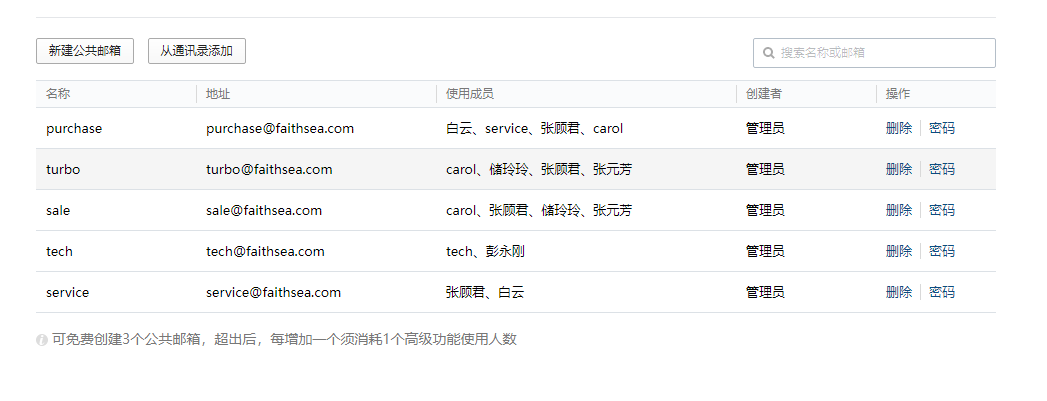 新建公共邮箱 从通讯录添加 搜索名称或邮箱
名称 地址 使用成员 创建者 操作
purchase purchase@faithsea.com 白云、service、张顾君、carol 管理员 删除 密码
turbo turbo@faithsea.com carol、储玲玲、张顾君、张元芳 管理员 删除 密码
sale sale@faithsea.com carol、张顾君、储玲玲、张元芳 管理员 删除 密码
tech tech@faithsea.com tech、彭永刚 管理员 删除 密码
service service@faithsea.com 张顾君、白云 管理员 删除 密码
可免费创建3个公共邮箱，超出后，每增加一个须消耗1个高级功能使用人数